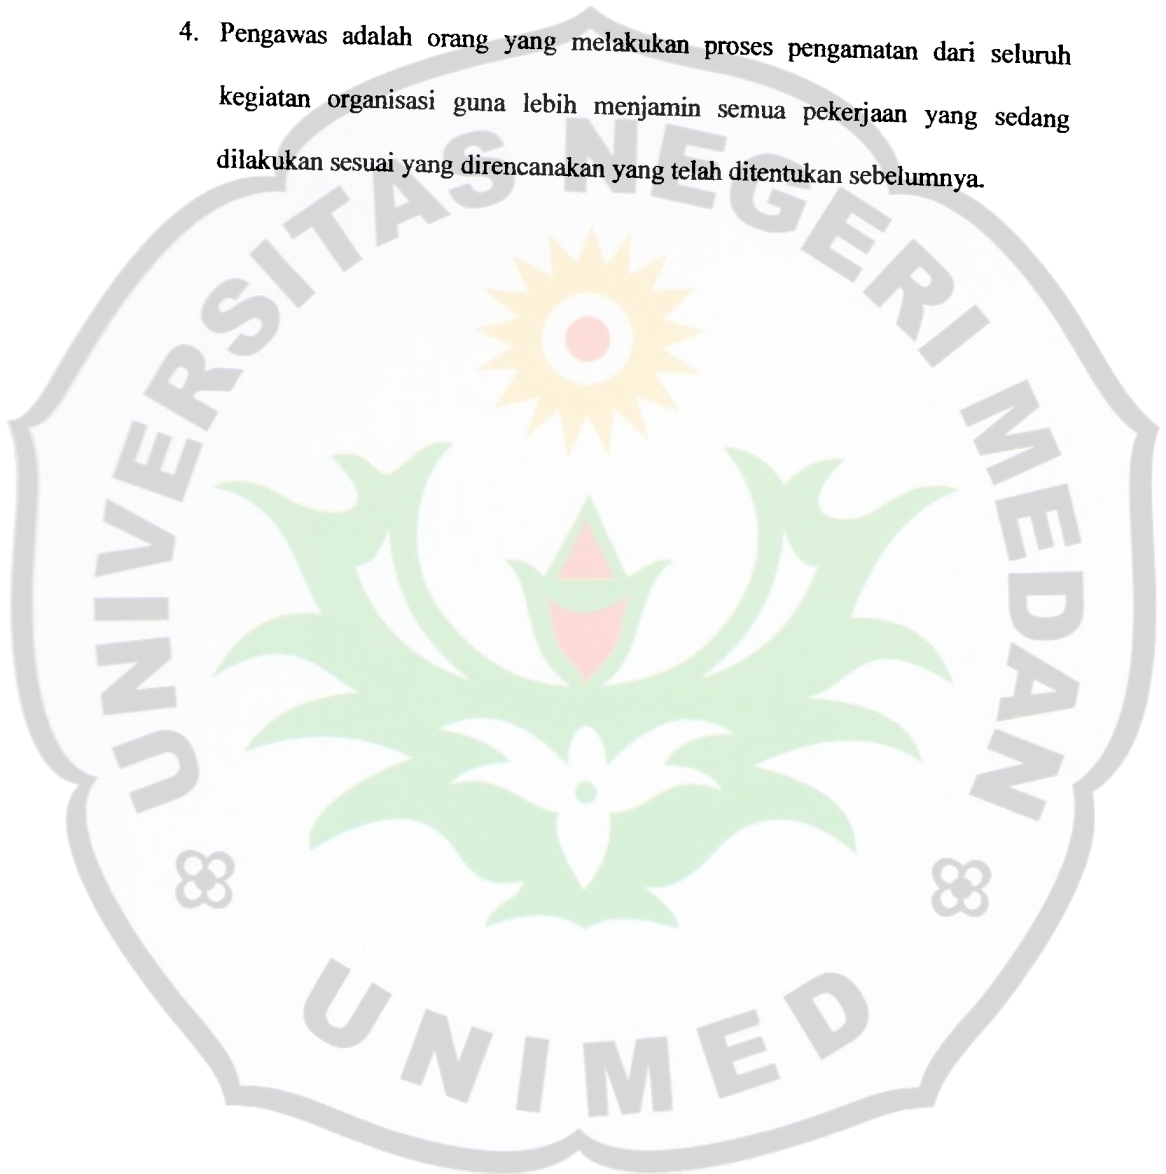 4. Pengawas adalah orang yang melakukan proses pengamatan dari seluruh
kegiatan organisasi guna lebih menjamin semua pekerjaan yang sedang
dilakukan sesuai yang direncanakan yang telah ditentukan sebelumnya.
UNIVERSITAS NEGERI MEDAN
UNIMED